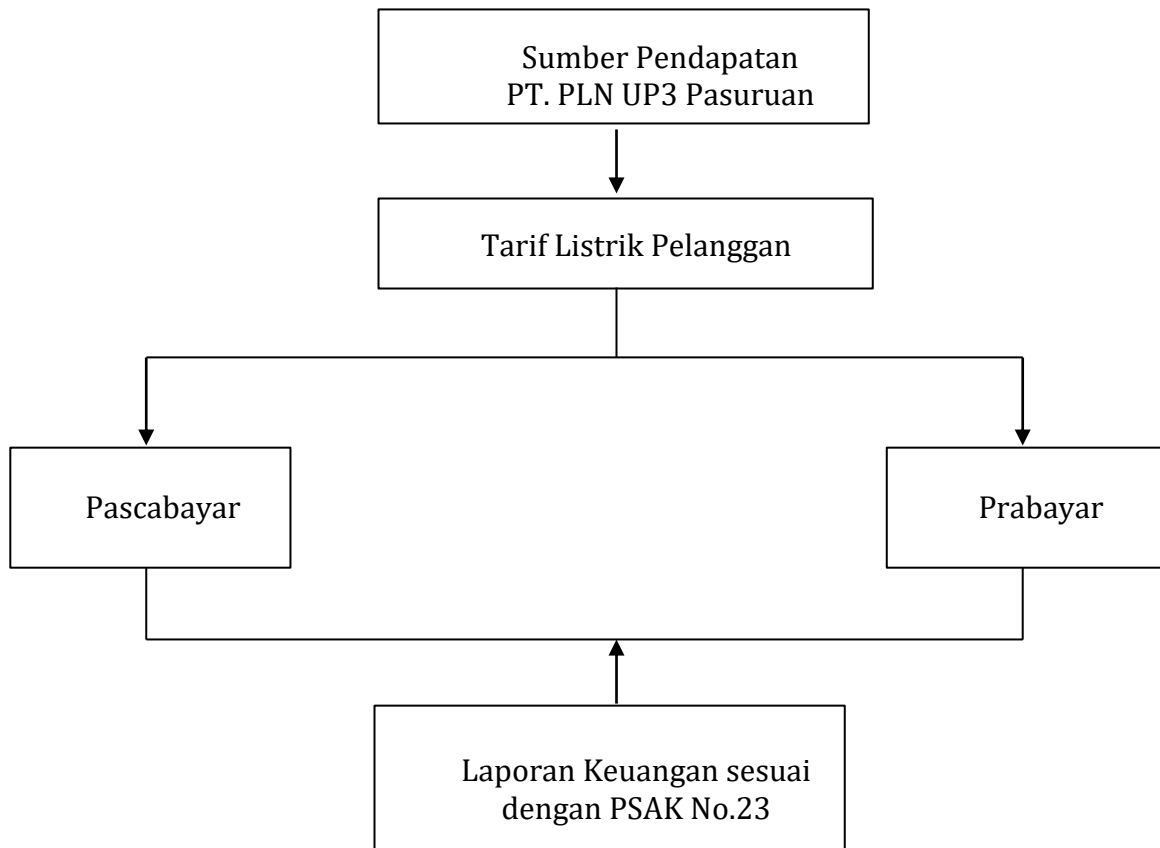 Sumber Pendapatan
PT. PLN UP3 Pasuruan
Tarif Listrik Pelanggan
Pascabayar
Prabayar
Laporan Keuangan sesuai
dengan PSAK No.23